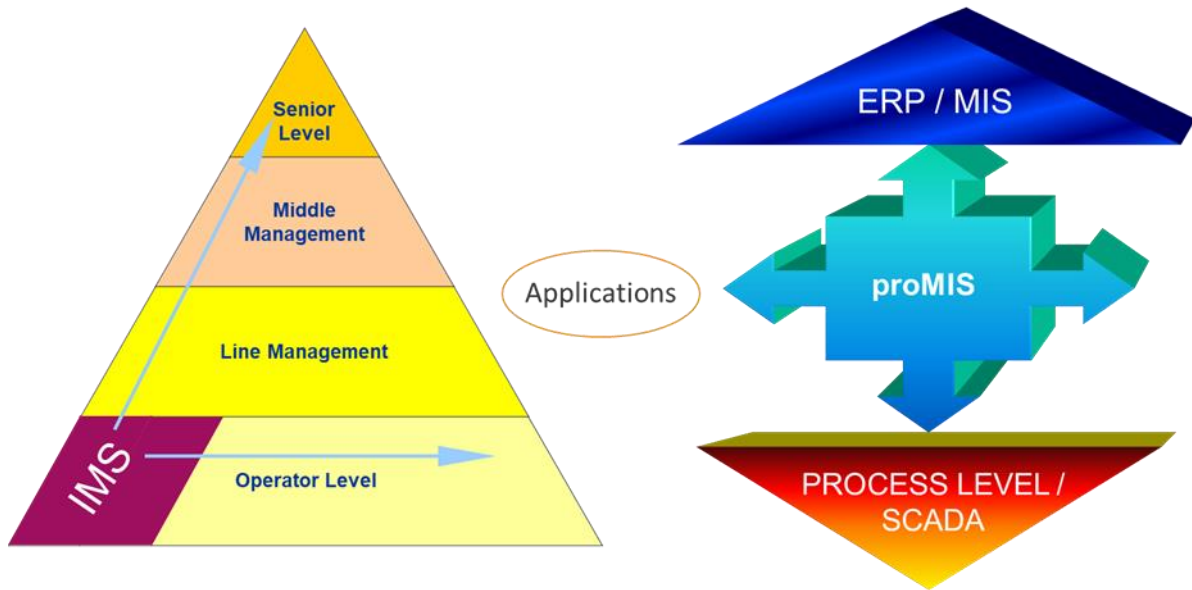 Senior
Level
Middle
Management
Line Management
IMS
Operator Level
Applications
ERP / MIS
proMIS
PROCESS LEVEL /
SCADA